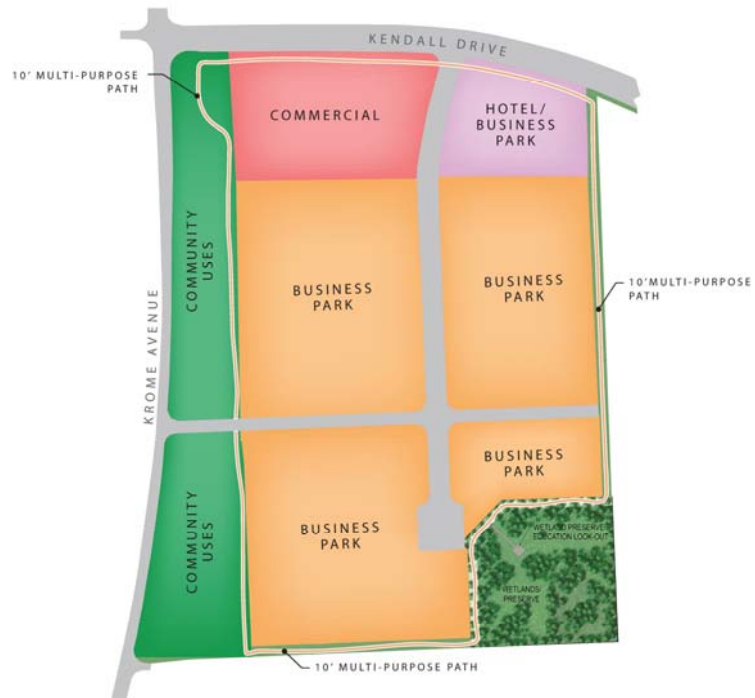 KENDALL DRIVE
10' MULTI-PURPOSE
PATH
COMMERCIAL
HOTEL/
BUSINESS
PARK
COMMUNITY
USES
KROME AVENUE
BUSINESS
PARK
BUSINESS
PARK
10'MULTI-PURPOSE
PATH
BUSINESS
PARK
COMMUNITY
USES
BUSINESS
PARK
WETLAND PRESERVE
EDUCATION LOOK-OUT
WETLANDS/
PRESERVE
10' MULTI-PURPOSE PATH